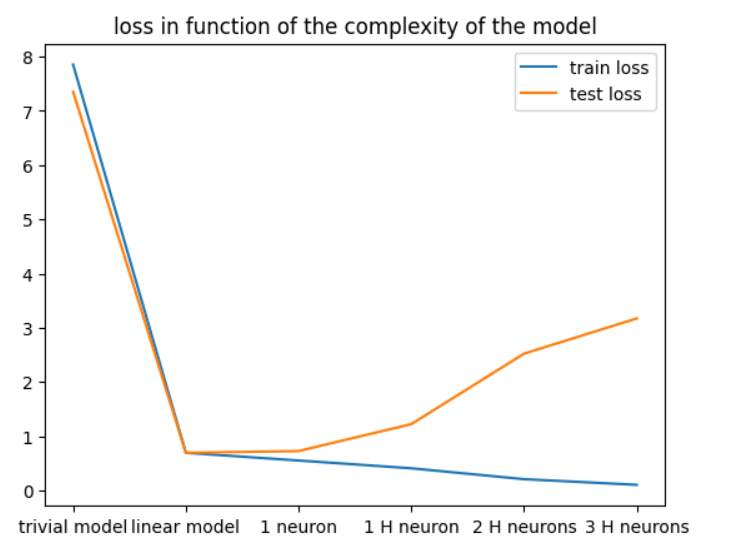 loss in function of the complexity of the model
train loss
test loss
8
7
6
5
4
3
2
1
0
trivial model linear model 1 neuron 1 H neuron 2 H neurons 3 H neurons